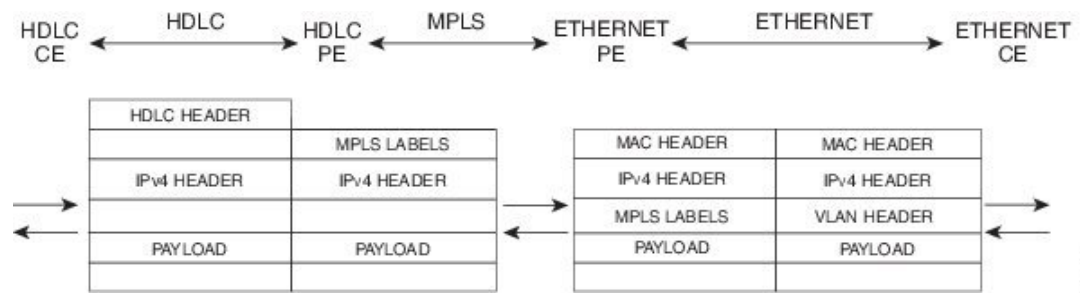 HDLC CE HDLC HDLC PE MPLS ETHERNET PE ETHERNET ETHERNET CE
HDLC HEADER
MPLS LABELS MAC HEADER MAC HEADER
IPv4 HEADER IPv4 HEADER IPv4 HEADER IPv4 HEADER
MPLS LABELS VLAN HEADER
PAYLOAD PAYLOAD PAYLOAD PAYLOAD